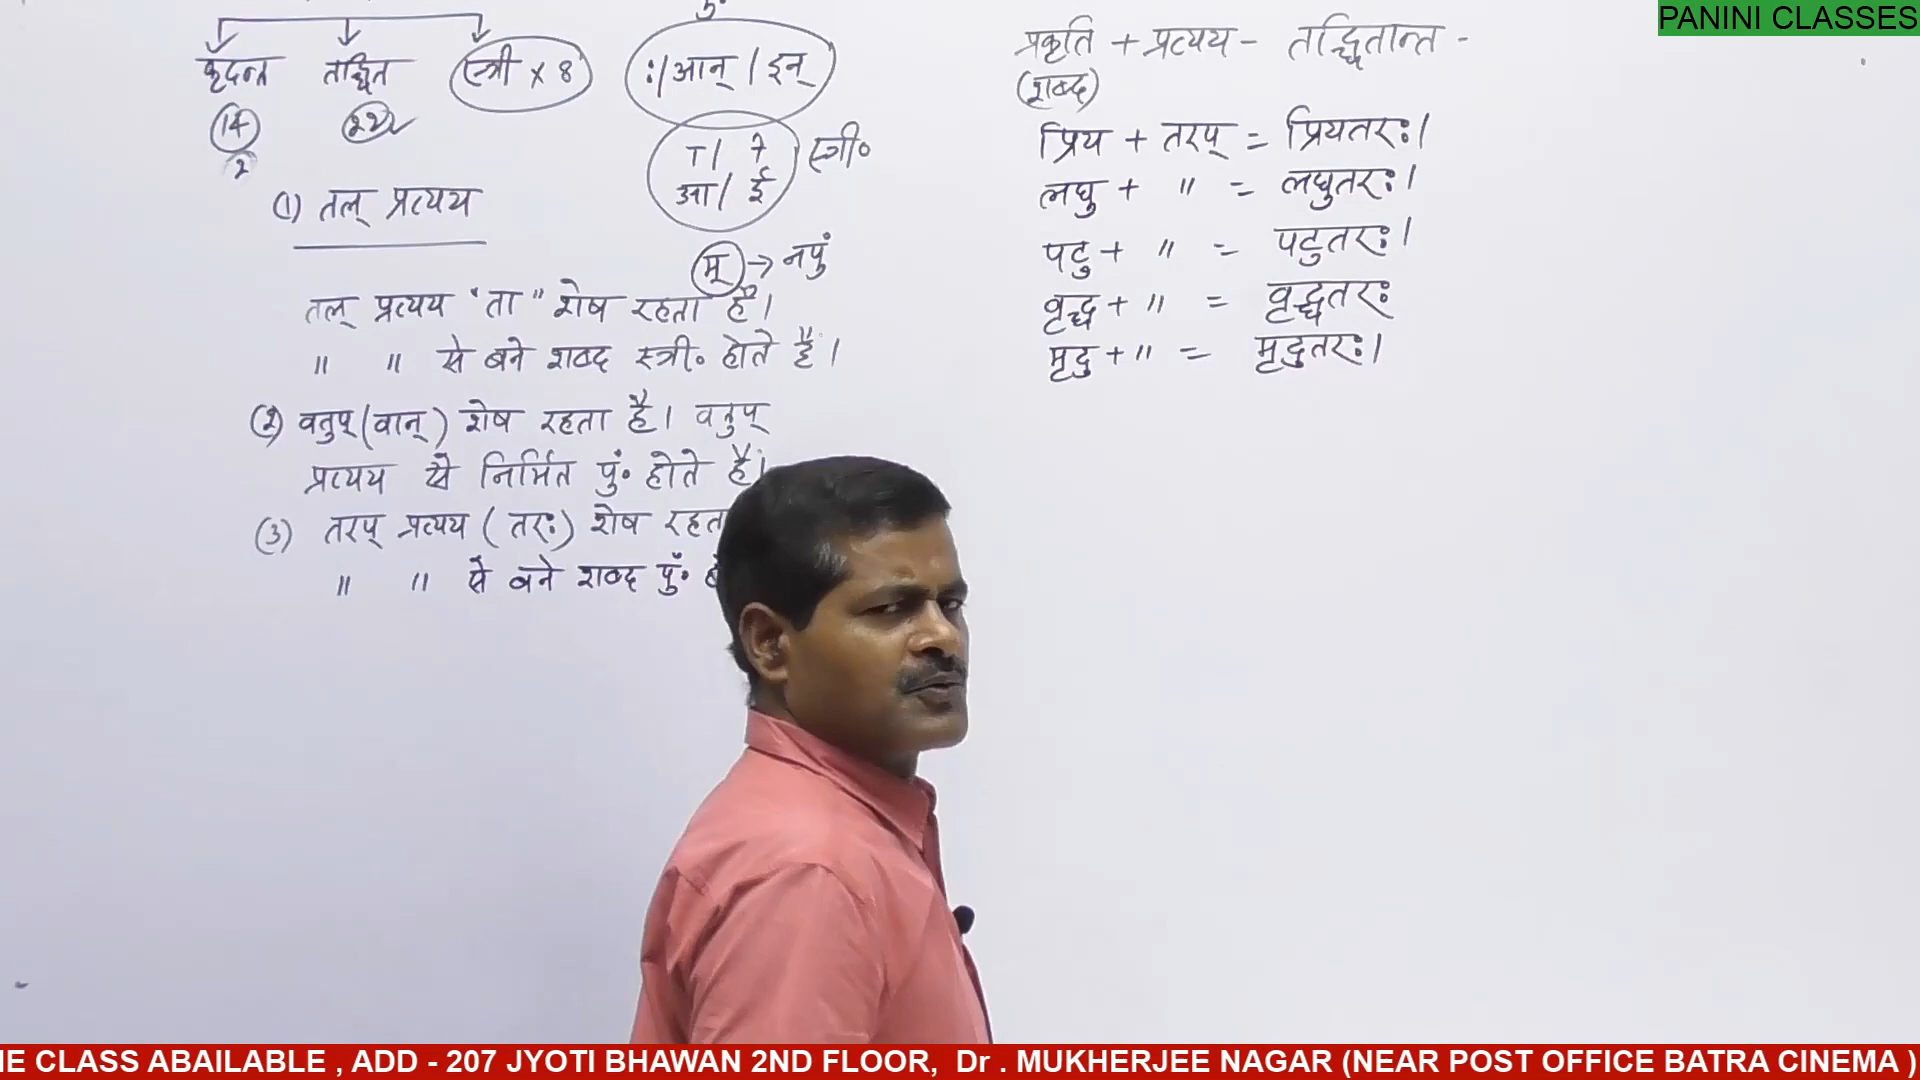 PANINI CLASSES
कृदन्त तद्धित स्त्री x 8
14 22
2
ः/आन् / इन्
ा / ी स्त्री०
आ / ई
म् → नपुं
(1) तल् प्रत्यय
तल् प्रत्यय "ता" शेष रहता है।
" " से बने शब्द स्त्री० होते हैं।
(2) वतुप् (वान्) शेष रहता है। वतुप्
प्रत्यय से निर्मित पुं० होते हैं।
(3) तरप् प्रत्यय (तरः) शेष रहता
" " से बने शब्द पुं०
प्रकृति + प्रत्यय - तद्धितान्त -
(शब्द)
प्रिय + तरप् = प्रियतरः।
लघु + " = लघुतरः।
पटु + " = पटुतरः।
वृद्ध + " = वृद्धतरः
मृदु + " = मृदुतरः।
NE CLASS ABAILABLE , ADD - 207 JYOTI BHAWAN 2ND FLOOR, Dr . MUKHERJEE NAGAR (NEAR POST OFFICE BATRA CINEMA )